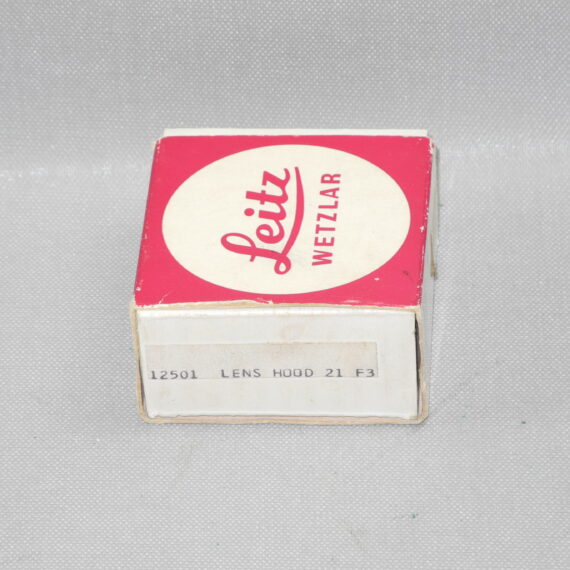 Leitz
WETZLAR
12501 LENS HOOD 21 F3